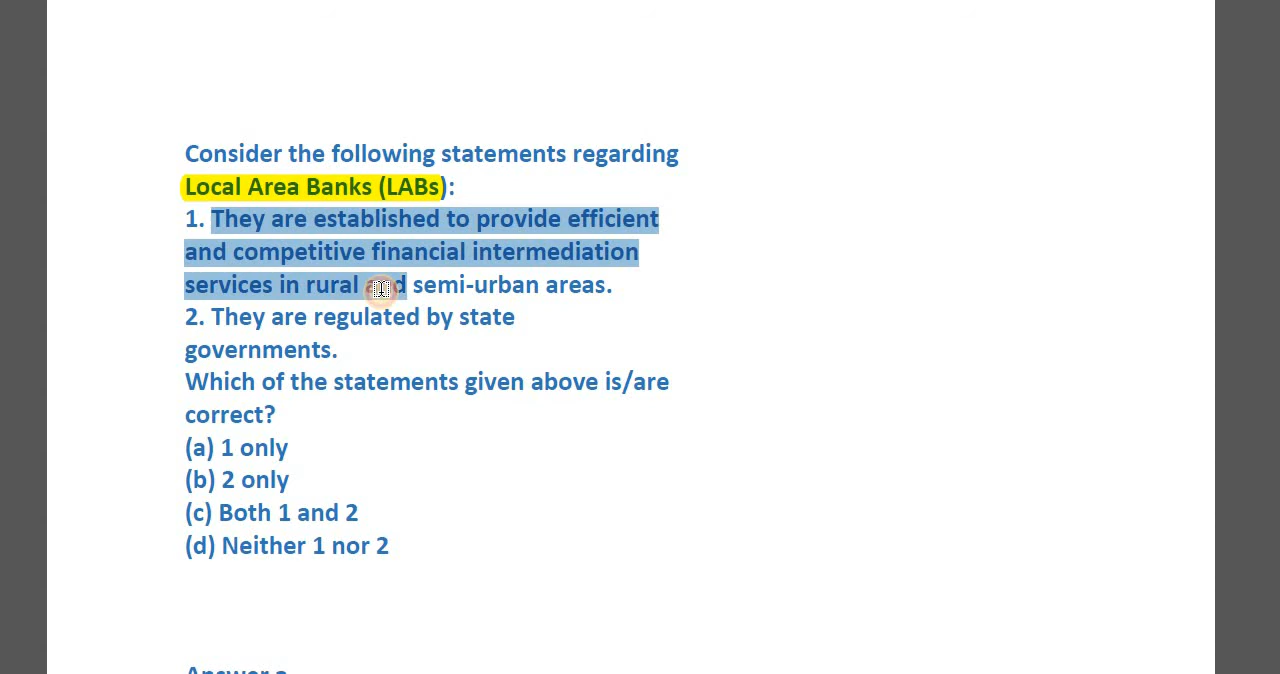 Consider the following statements regarding
Local Area Banks (LABs):
1. They are established to provide efficient
and competitive financial intermediation
services in rural and semi-urban areas.
2. They are regulated by state
governments.
Which of the statements given above is/are
correct?
(a) 1 only
(b) 2 only
(c) Both 1 and 2
(d) Neither 1 nor 2
Answer a